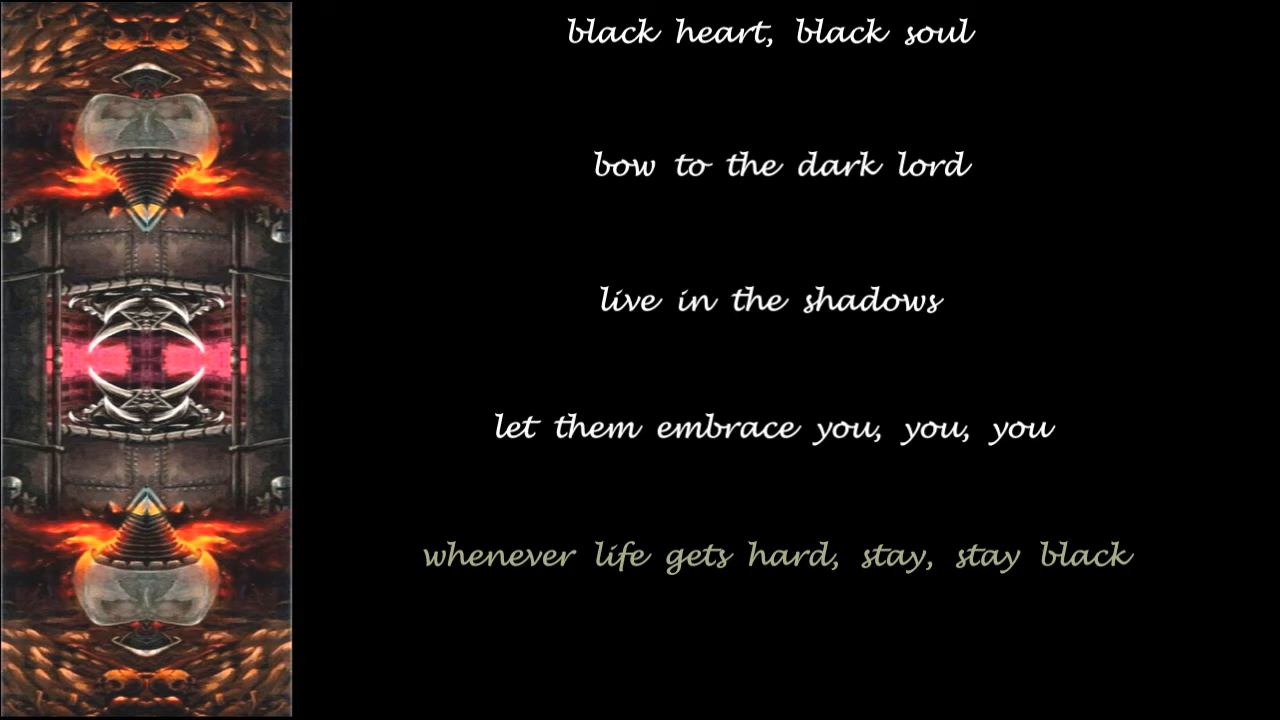 black heart, black soul
bow to the dark lord
live in the shadows
let them embrace you, you, you
whenever life gets hard, stay, stay black